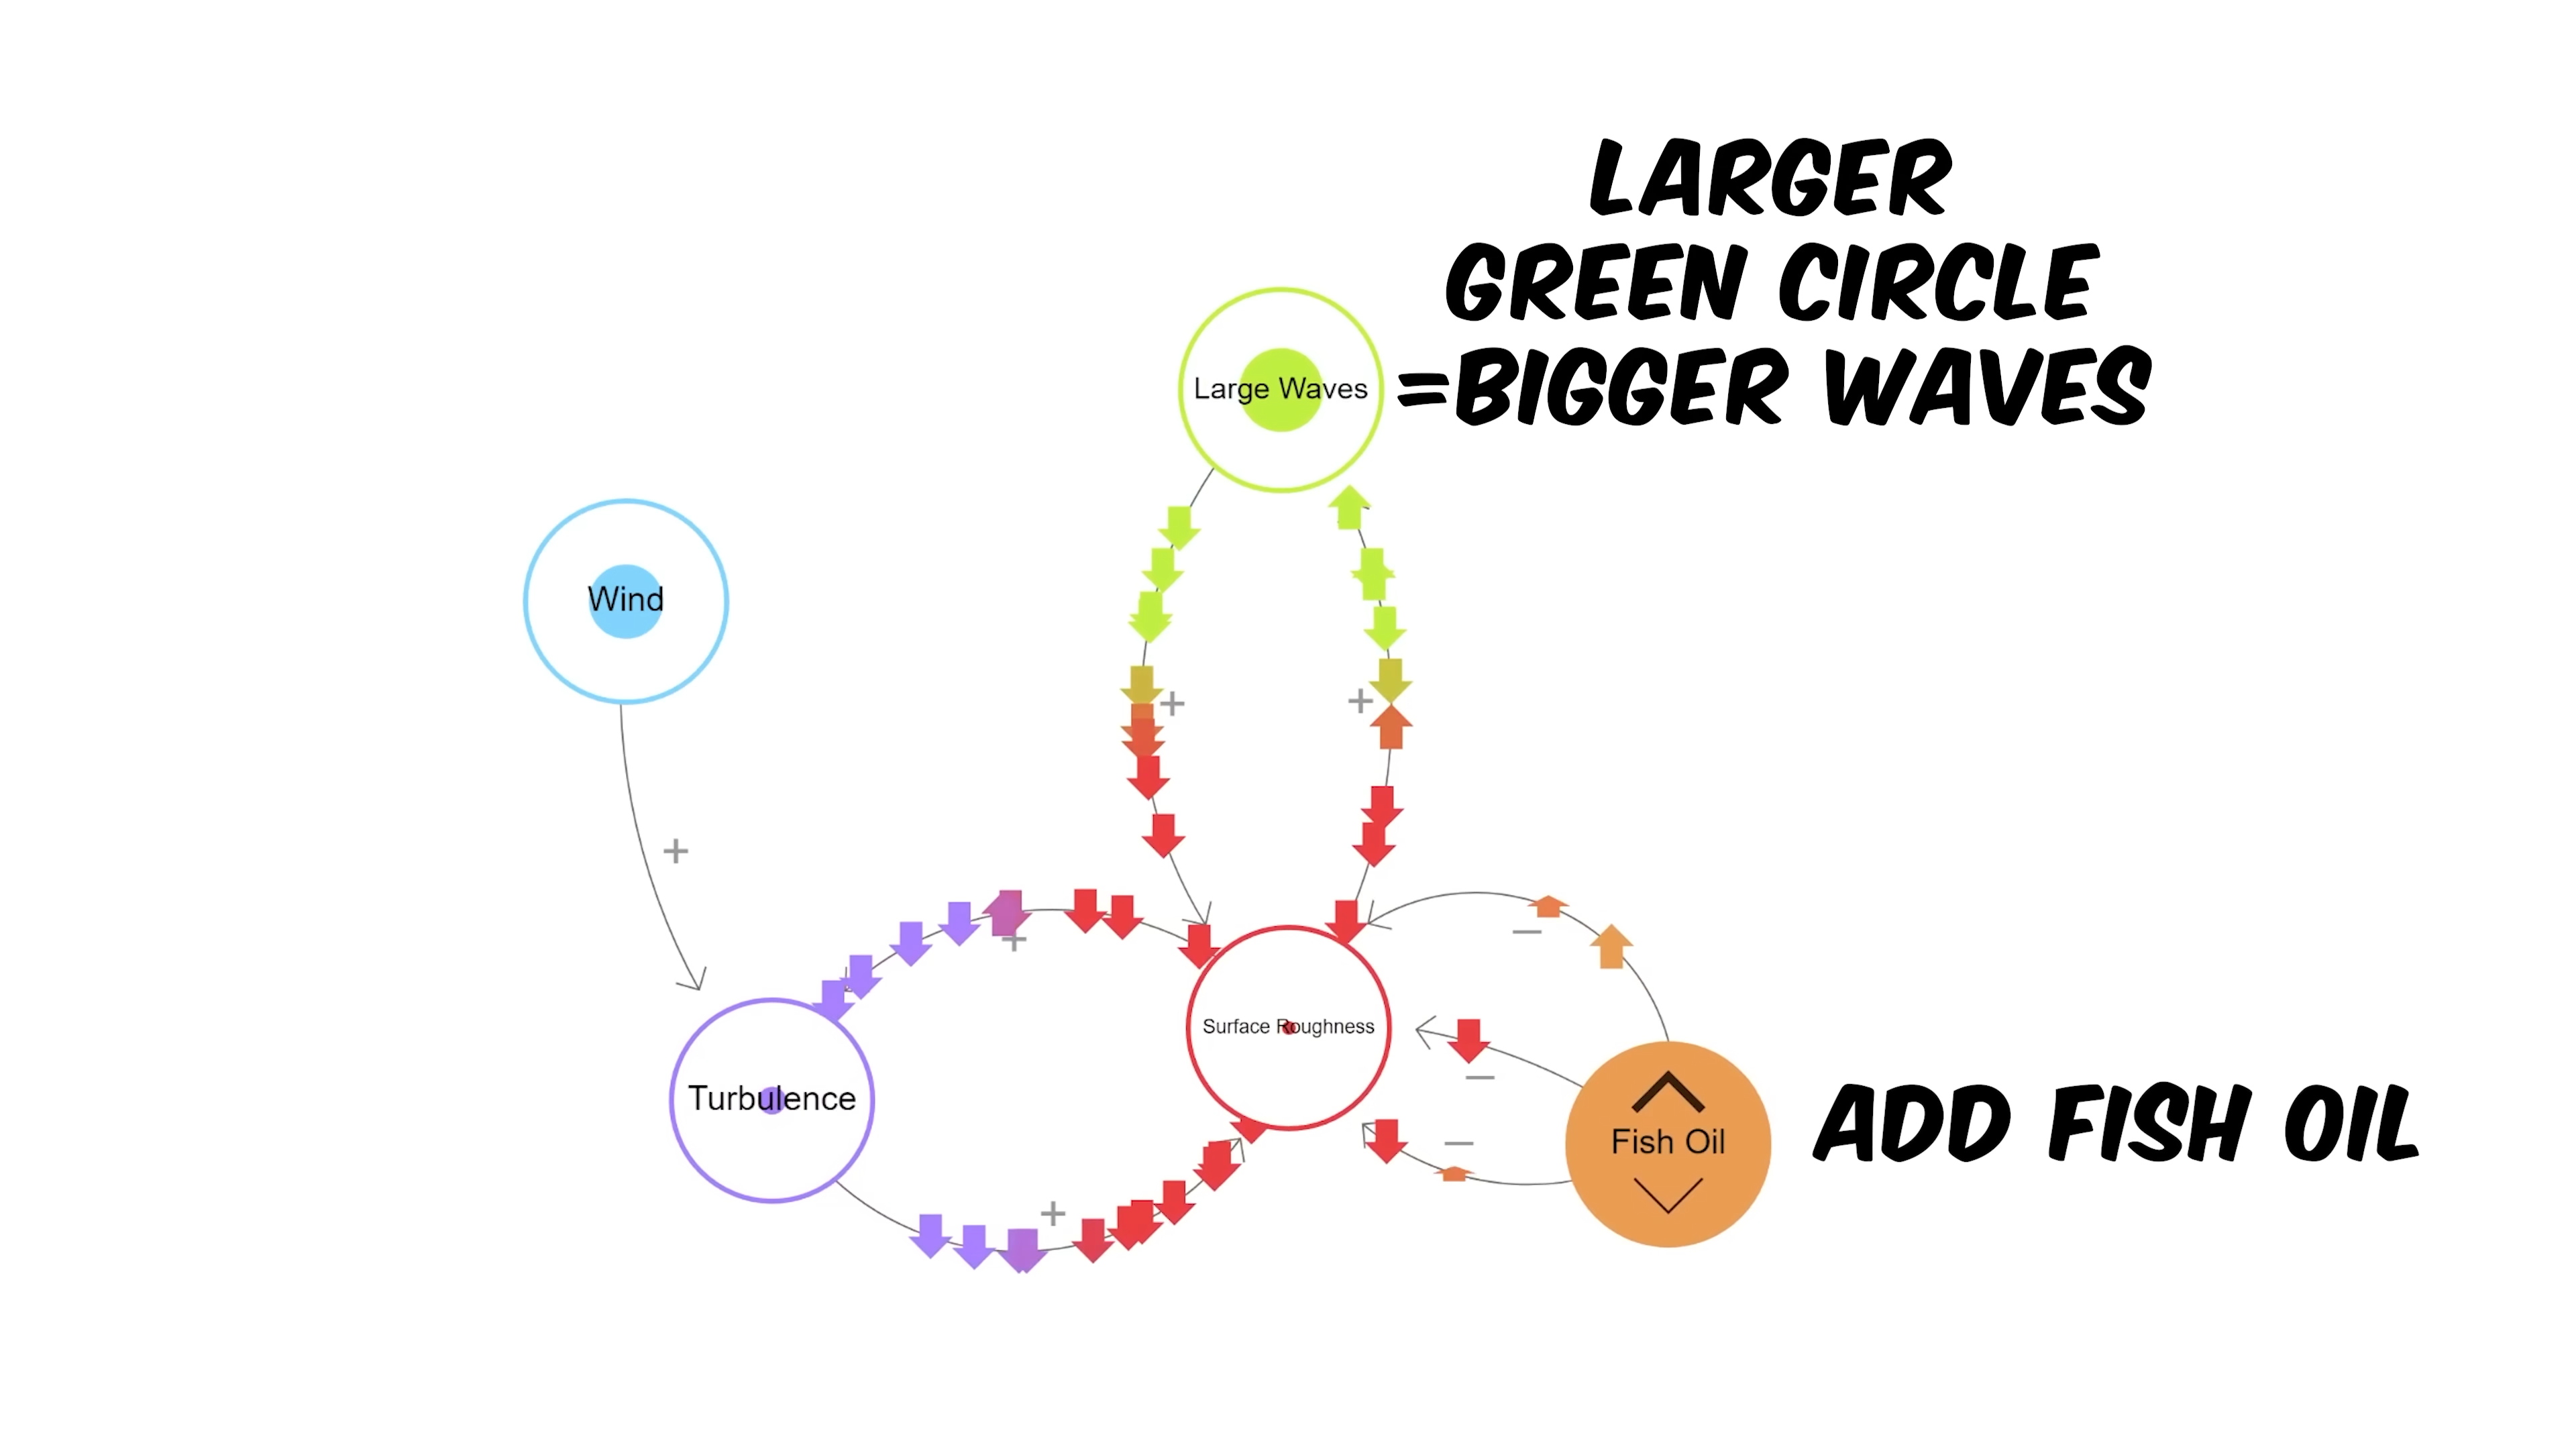 LARGER
GREEN CIRCLE
=BIGGER WAVES
Large Waves
Wind
+
+
+
+
−
Surface Roughness
−
Turbulence
−
Fish Oil
ADD FISH OIL
+